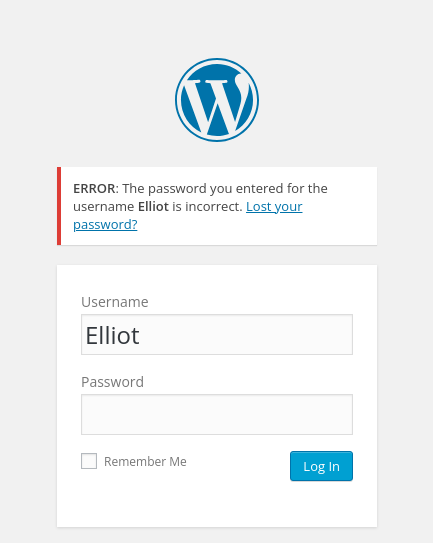 ERROR: The password you entered for the
username Elliot is incorrect. Lost your
password?
Username
Elliot
Password
Remember Me
Log In